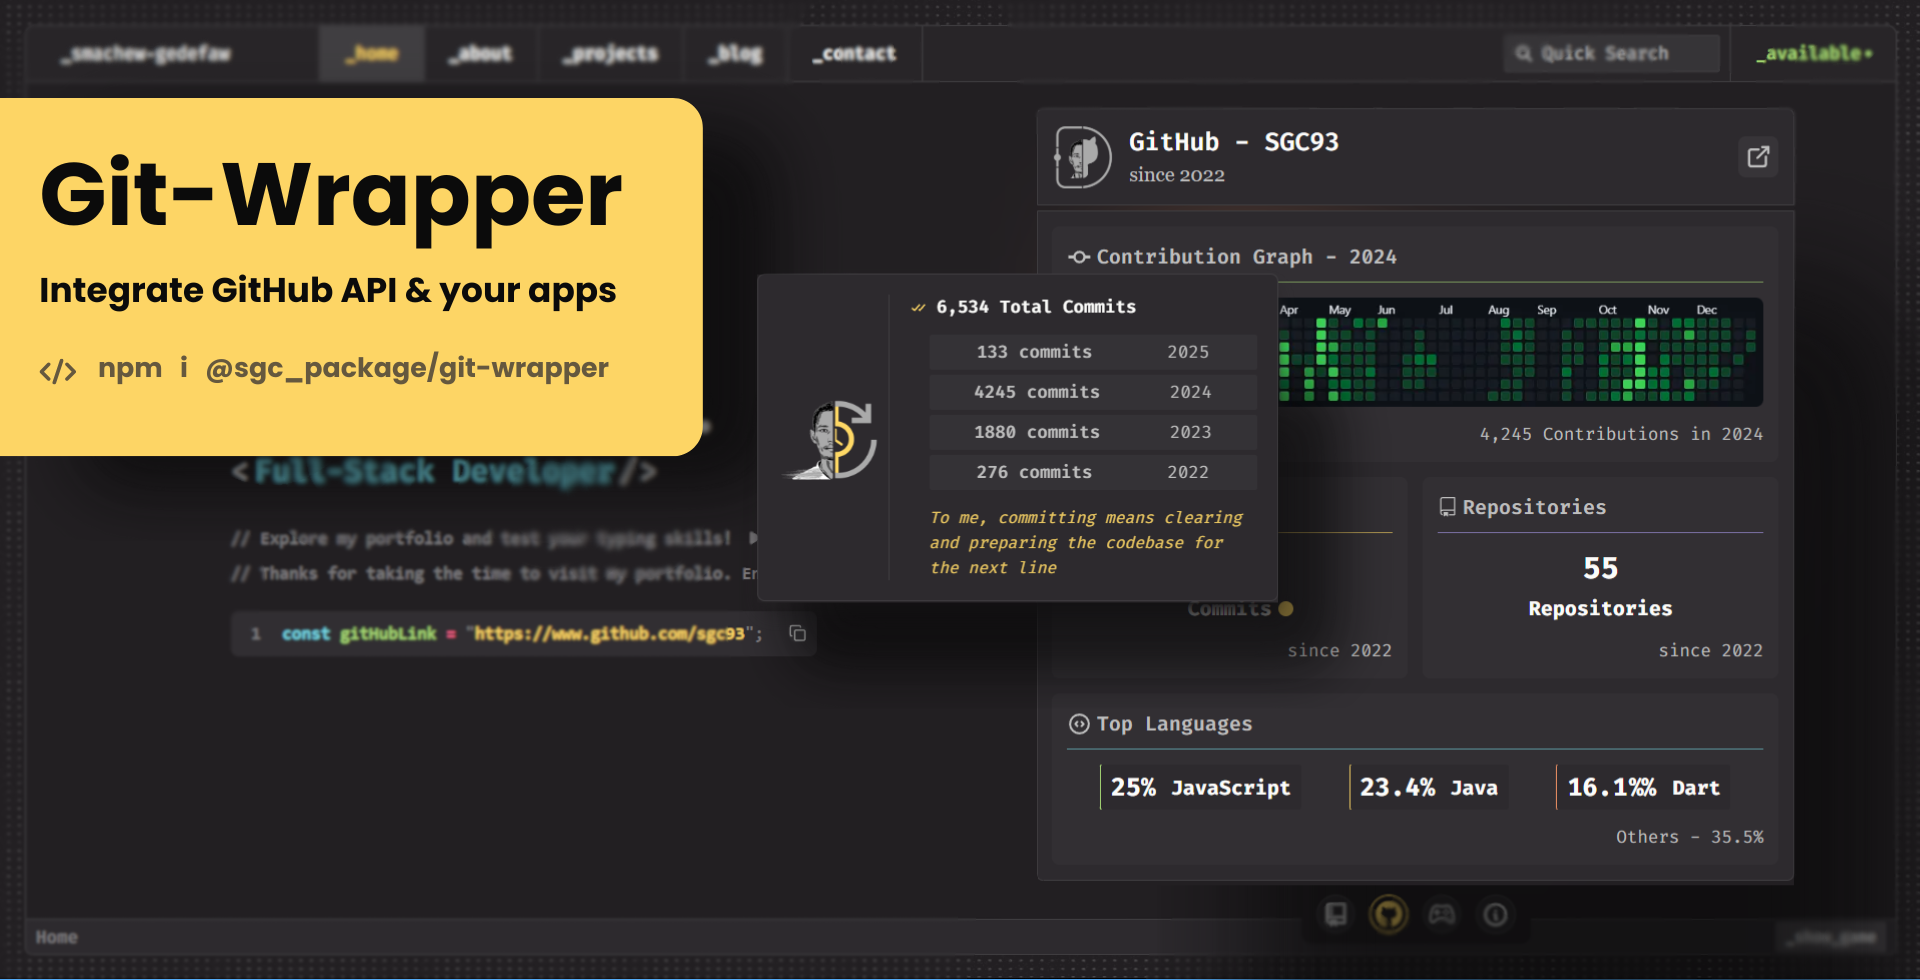 _smachew-gedefaw
_home
_about
_projects
_blog
_contact
Quick Search
_available
Git-Wrapper
Integrate GitHub API & your apps
</> npm i @sgc_package/git-wrapper
<Full-Stack Developer/>
// Explore my portfolio and test your typing skills!
// Thanks for taking the time to visit my portfolio. En
1 const gitHubLink = "https://www.github.com/sgc93";
6,534 Total Commits
133 commits 2025
4245 commits 2024
1880 commits 2023
276 commits 2022
To me, committing means clearing
and preparing the codebase for
the next line
GitHub - SGC93
since 2022
Contribution Graph - 2024
Apr May Jun Jul Aug Sep Oct Nov Dec
4,245 Contributions in 2024
Commits
since 2022
Repositories
55
Repositories
since 2022
Top Languages
25% JavaScript
23.4% Java
16.1%% Dart
Others - 35.5%
Home